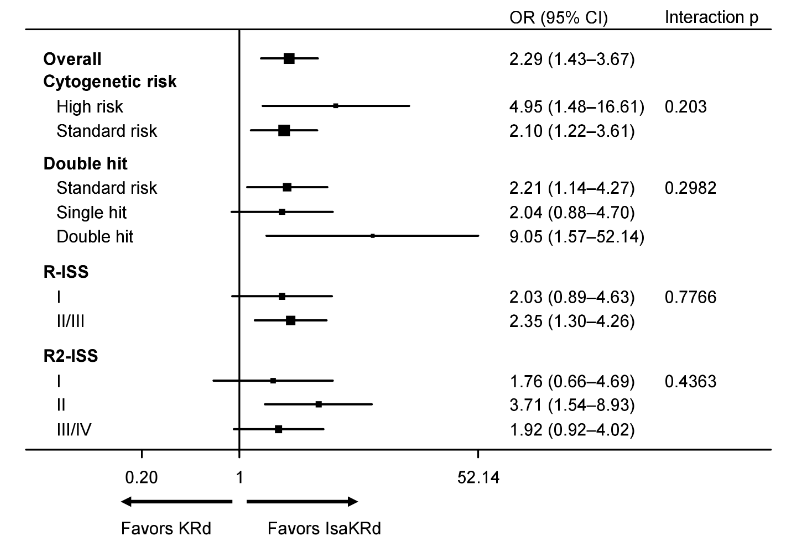 OR (95% CI) Interaction p
Overall 2.29 (1.43–3.67)
Cytogenetic risk
High risk 4.95 (1.48–16.61) 0.203
Standard risk 2.10 (1.22–3.61)
Double hit
Standard risk 2.21 (1.14–4.27) 0.2982
Single hit 2.04 (0.88–4.70)
Double hit 9.05 (1.57–52.14)
R-ISS
I 2.03 (0.89–4.63) 0.7766
II/III 2.35 (1.30–4.26)
R2-ISS
I 1.76 (0.66–4.69) 0.4363
II 3.71 (1.54–8.93)
III/IV 1.92 (0.92–4.02)
0.20 1 52.14
Favors KRd Favors IsaKRd